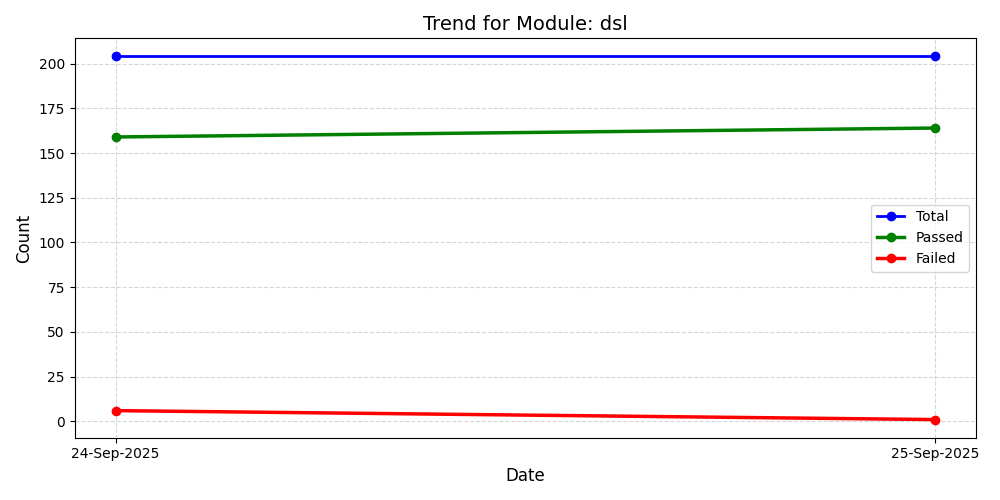 Trend for Module: dsl
200
175
150
125
100
75
50
25
0
Count
Total
Passed
Failed
24-Sep-2025
25-Sep-2025
Date